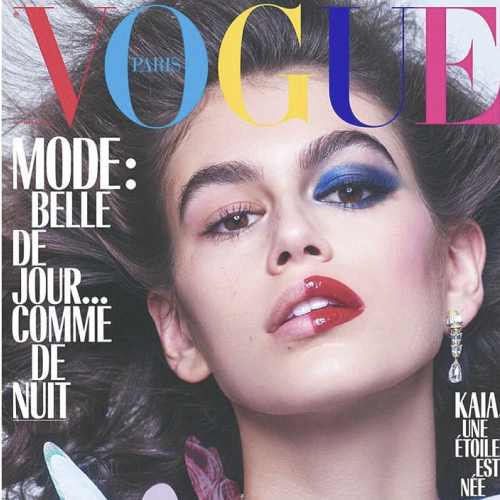 VOGUE
PARIS
MODE:
BELLE
DE
JOUR...
COMME
DE
NUIT
KAIA,
UNE
ÉTOILE
EST
NÉE